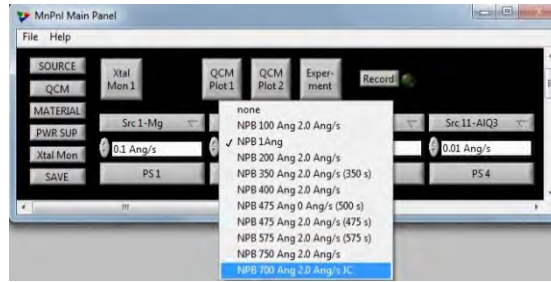 MnPnl Main Panel
File Help
SOURCE
QCM
MATERIAL
PWR SUP
Xtal Mon
SAVE
Xtal Mon 1
QCM Plot 1
QCM Plot 2
Exper-ment
Record
Src 1-Mg
Src 11-AlQ3
0.1 Ang/s
0.01 Ang/s
PS 1
PS 4
none
NPB 100 Ang 2.0 Ang/s
✓ NPB 1Ang
NPB 200 Ang 2.0 Ang/s
NPB 350 Ang 2.0 Ang/s (350 s)
NPB 400 Ang 2.0 Ang/s
NPB 475 Ang 0 Ang/s (500 s)
NPB 475 Ang 2.0 Ang/s (475 s)
NPB 575 Ang 2.0 Ang/s (575 s)
NPB 750 Ang 2.0 Ang/s
NPB 700 Ang 2.0 Ang/s JC